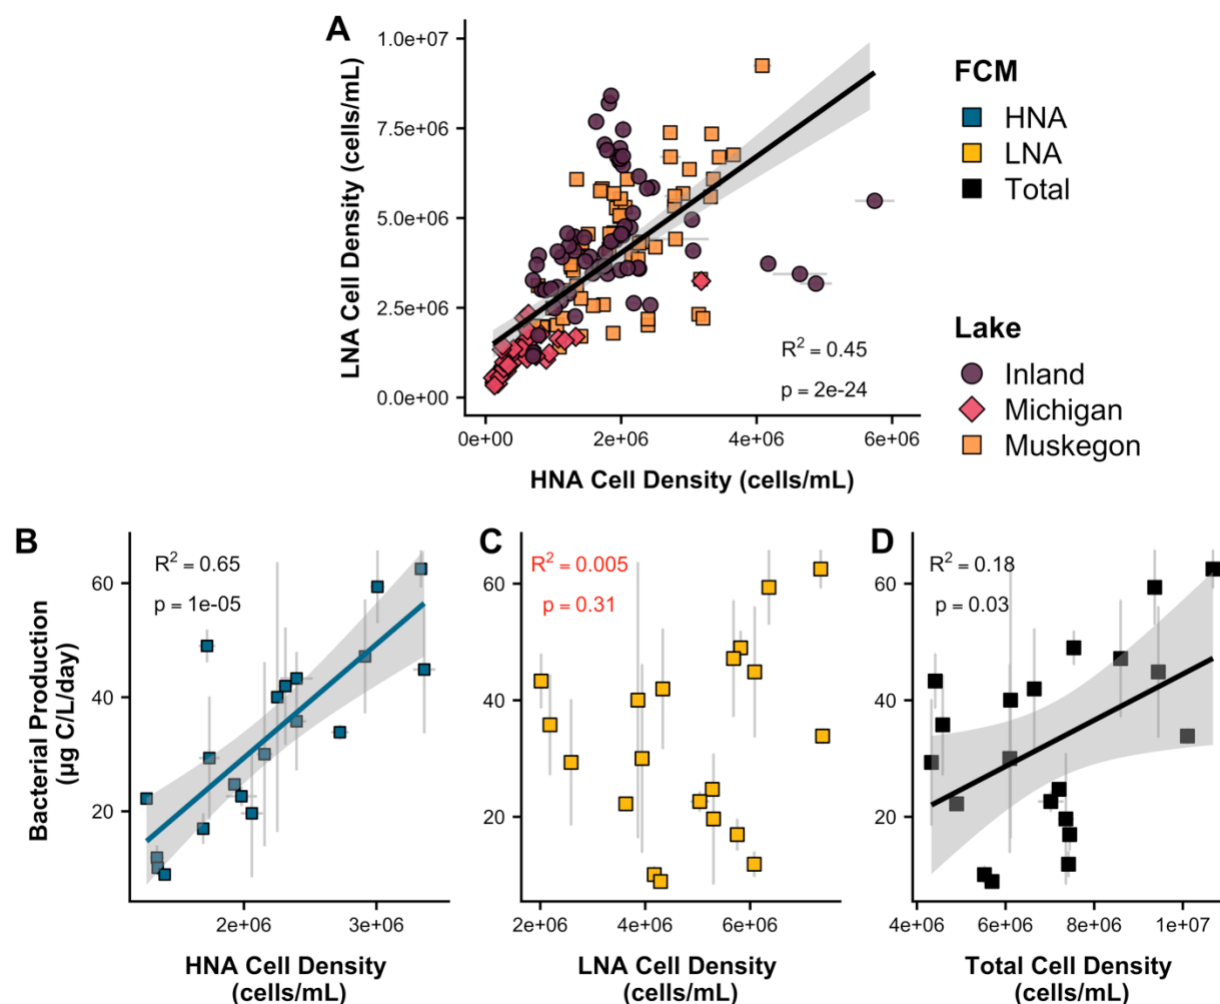 A
LNA Cell Density (cells/mL)
1.0e+07
7.5e+06
5.0e+06
2.5e+06
0.0e+00
R² = 0.45
p = 2e-24
0e+00
2e+06
4e+06
6e+06
HNA Cell Density (cells/mL)
FCM
HNA
LNA
Total
Lake
Inland
Michigan
Muskegon
B
Bacterial Production
(μg C/L/day)
60
40
20
R² = 0.65
p = 1e-05
2e+06
3e+06
HNA Cell Density
(cells/mL)
C
60
40
20
R² = 0.005
p = 0.31
2e+06
4e+06
6e+06
LNA Cell Density
(cells/mL)
D
60
40
20
R² = 0.18
p = 0.03
4e+06
6e+06
8e+06
1e+07
Total Cell Density
(cells/mL)